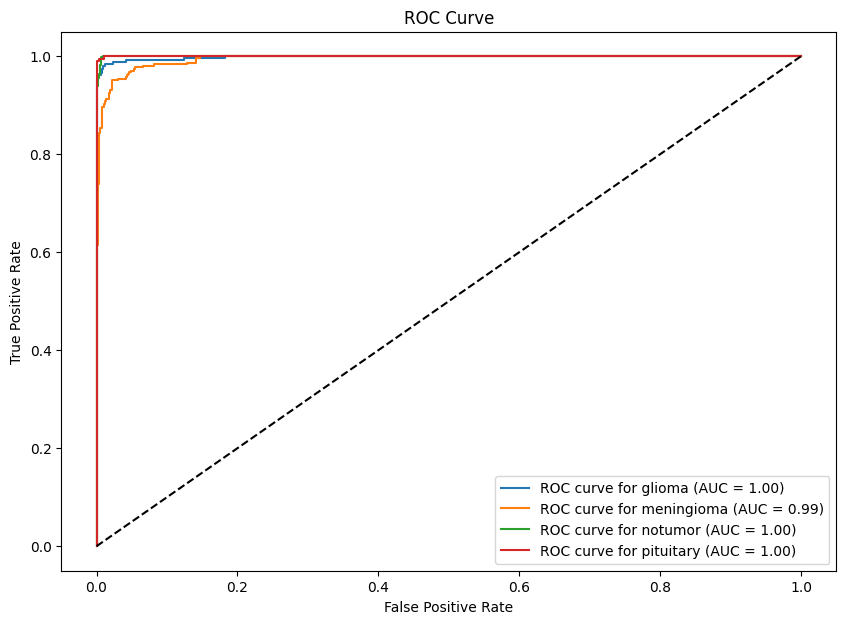 ROC Curve
True Positive Rate
1.0
0.8
0.6
0.4
0.2
0.0
ROC curve for glioma (AUC = 1.00)
ROC curve for meningioma (AUC = 0.99)
ROC curve for notumor (AUC = 1.00)
ROC curve for pituitary (AUC = 1.00)
0.0 0.2 0.4 0.6 0.8 1.0
False Positive Rate